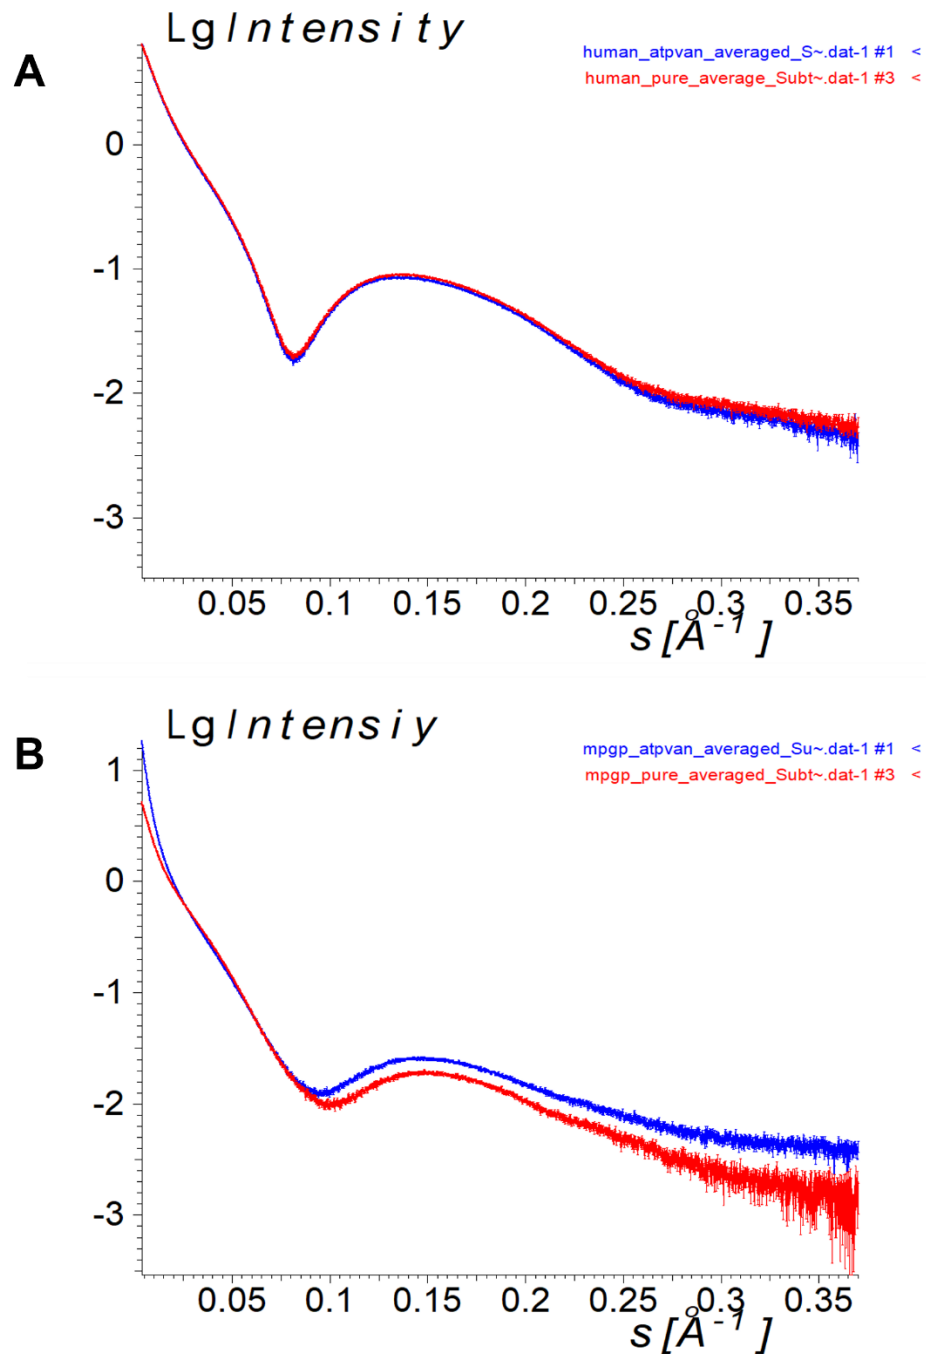 A
Lg Intensity
human_atpvan_averaged_S~.dat-1 #1 <
human_pure_average_Subt~.dat-1 #3 <
0
-1
-2
-3
0.05 0.1 0.15 0.2 0.25 0.3 0.35
s [Å⁻¹]
B
Lg Intensiy
mpgp_atpvan_averaged_Su~.dat-1 #1 <
mpgp_pure_averaged_Subt~.dat-1 #3 <
1
0
-1
-2
-3
0.05 0.1 0.15 0.2 0.25 0.3 0.35
s [Å⁻¹]